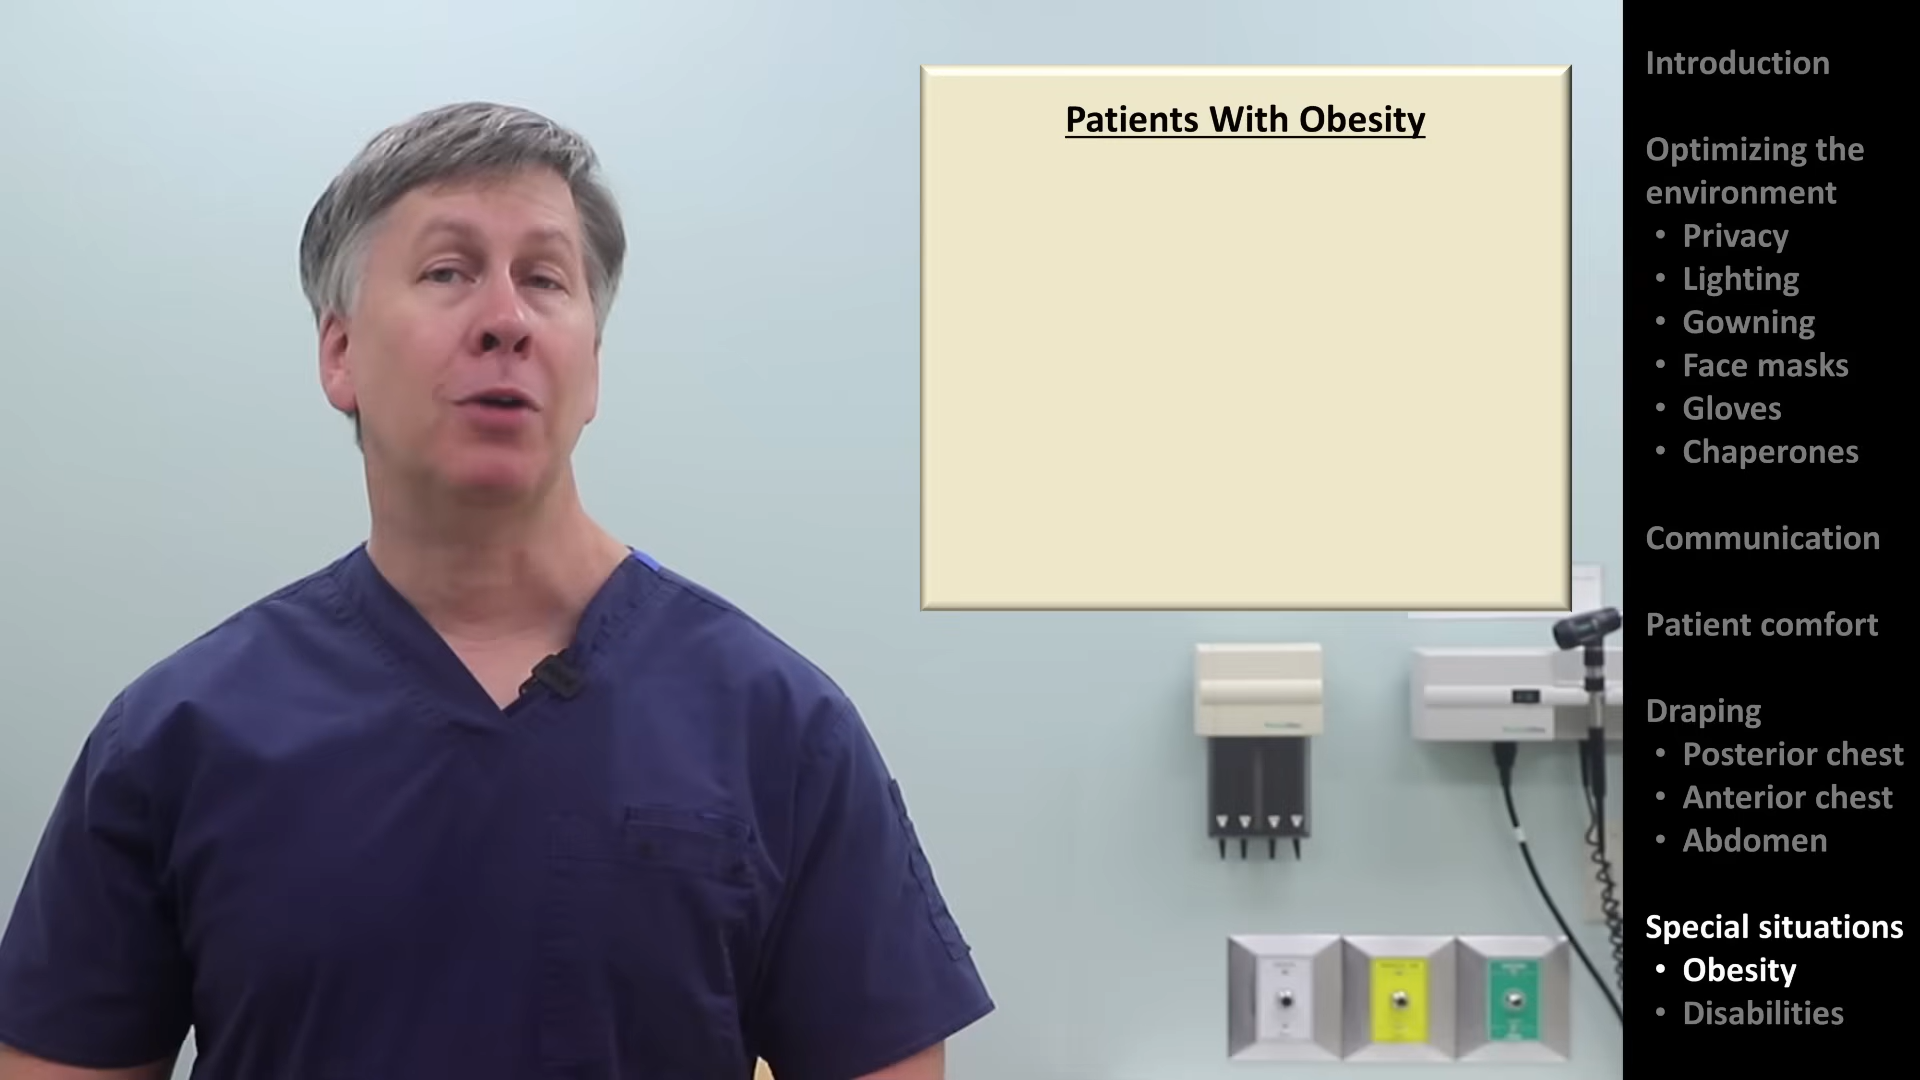 Patients With Obesity
Introduction
Optimizing the
environment
• Privacy
• Lighting
• Gowning
• Face masks
• Gloves
• Chaperones
Communication
Patient comfort
Draping
• Posterior chest
• Anterior chest
• Abdomen
Special situations
• Obesity
• Disabilities